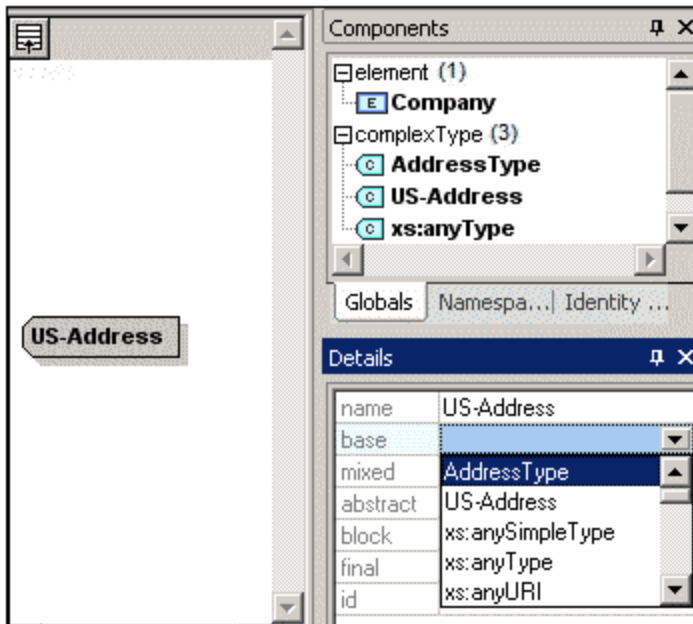 Components
element (1)
E Company
complexType (3)
C AddressType
C US-Address
C xs:anyType
Globals Namespa... Identity ...
US-Address
Details
name US-Address
base
mixed AddressType
abstract US-Address
block xs:anySimpleType
final xs:anyType
id xs:anyURI